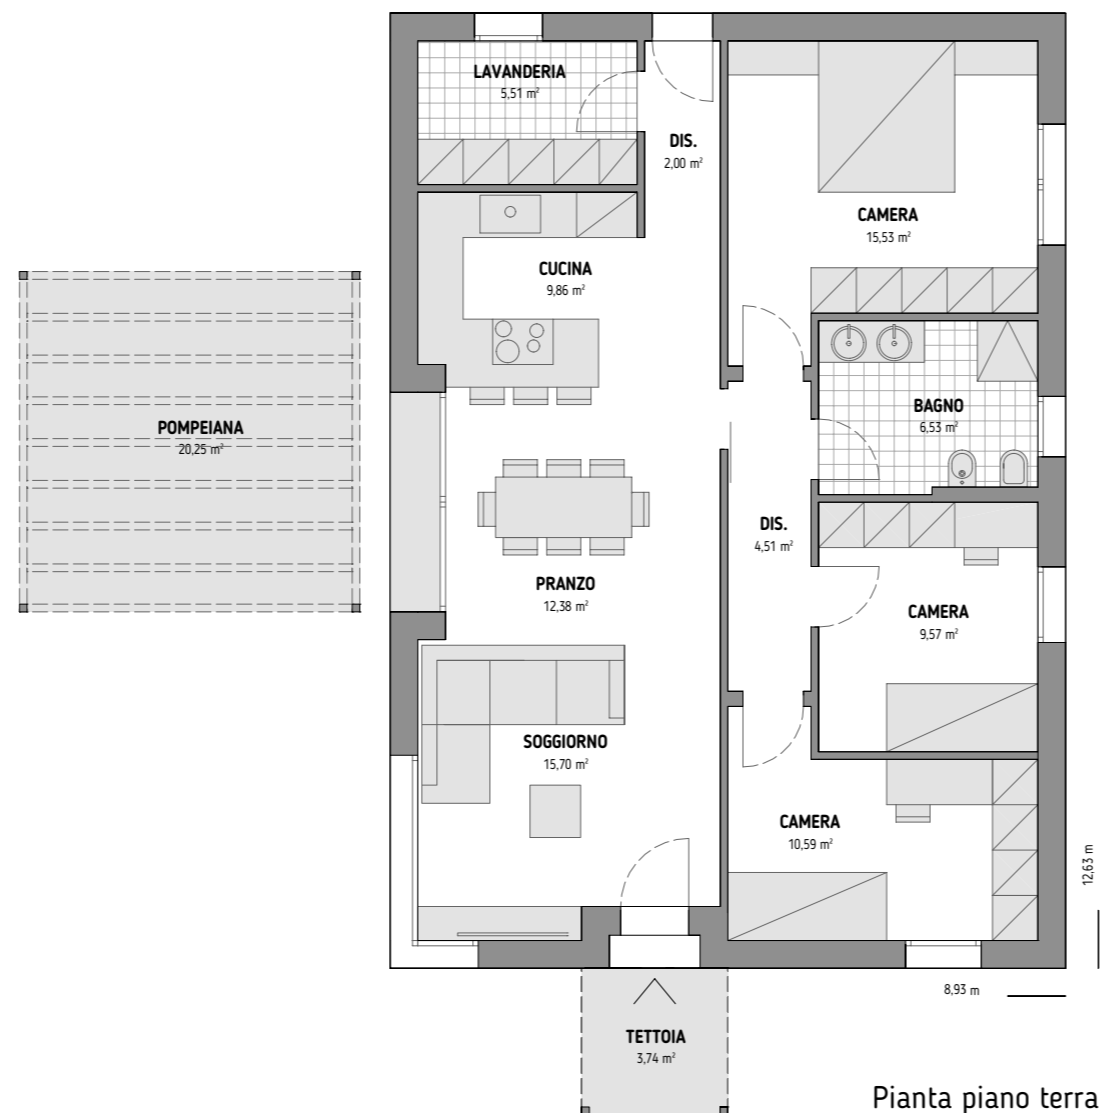 LAVANDERIA
5,51 m²
DIS.
2,00 m²
CAMERA
15,53 m²
CUCINA
9,86 m²
POMPEIANA
20,25 m²
BAGNO
6,53 m²
DIS.
4,51 m²
PRANZO
12,38 m²
CAMERA
9,57 m²
SOGGIORNO
15,70 m²
CAMERA
10,59 m²
12,63 m
8,93 m
TETTOIA
3,74 m²
Pianta piano terra